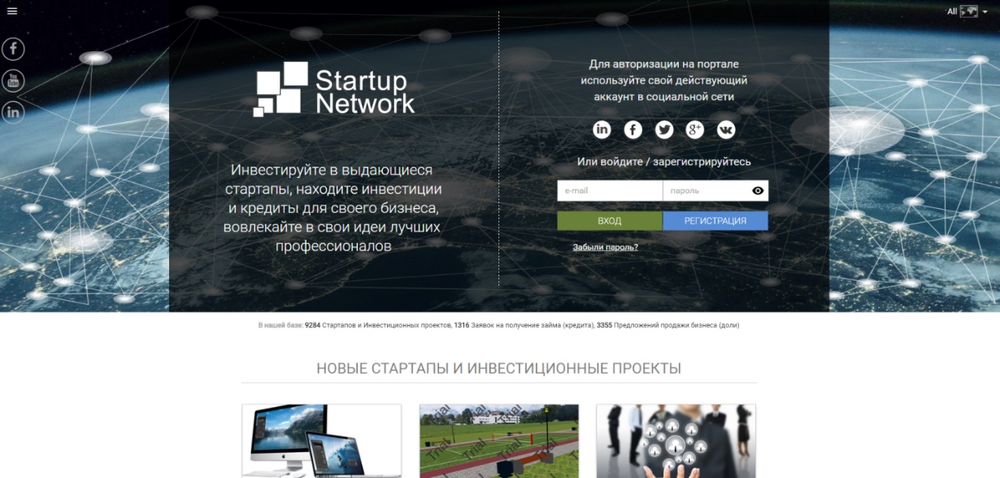 All
Startup
Network
Инвестируйте в выдающиеся
стартапы, находите инвестиции
и кредиты для своего бизнеса,
вовлекайте в свои идеи лучших
профессионалов
Для авторизации на портале
используйте свой действующий
аккаунт в социальной сети
Или войдите / зарегистрируйтесь
e-mail пароль
ВХОД РЕГИСТРАЦИЯ
Забыли пароль?
В нашей базе: 9284 Стартапов и Инвестиционных проектов, 1316 Заявок на получение займа (кредита), 3355 Предложений продажи бизнеса (доли)
НОВЫЕ СТАРТАПЫ И ИНВЕСТИЦИОННЫЕ ПРОЕКТЫ
Trial Trial Trial
Trial Trial Trial